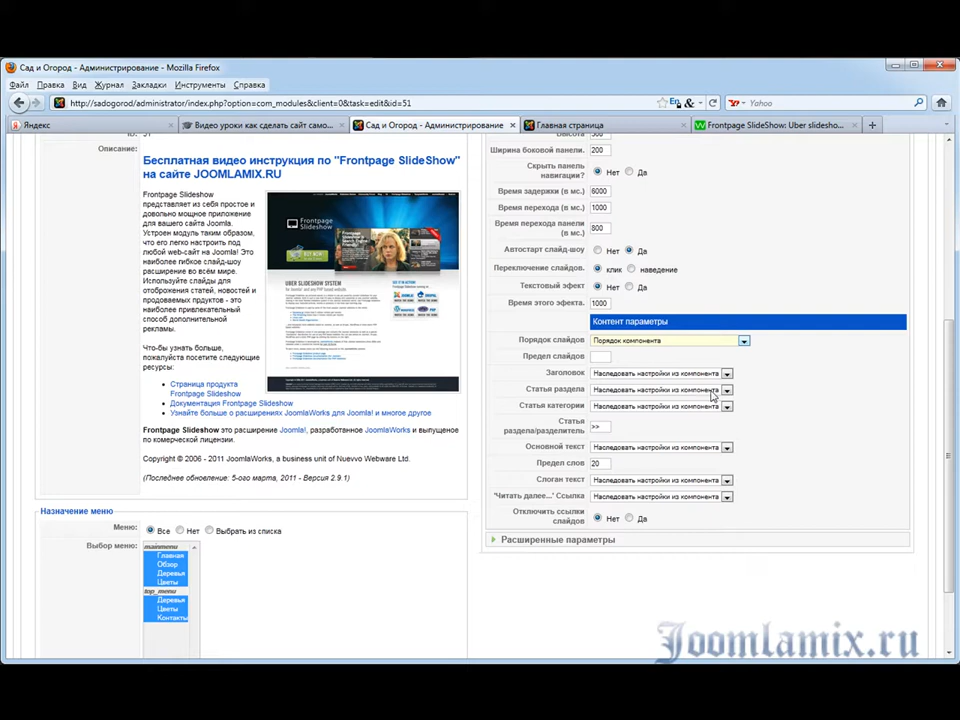 Сад и Огород - Администрирование - Mozilla Firefox
Файл Правка Вид Журнал Закладки Инструменты Справка
http://sadogorod/administrator/index.php?option=com_modules&client=0&task=edit&id=51
Yahoo
Яндекс
Видео уроки как сделать сайт само...
Сад и Огород - Администрирование
Главная страница
Frontpage SlideShow: Uber slidesho...
Описание:
Бесплатная видео инструкция по "Frontpage SlideShow"
на сайте JOOMLAMIX.RU
Frontpage Slideshow
представляет из себя простое и
довольно мощное приложение
для вашего сайта Joomla.
Устроен модуль таким образом,
что его легко настроить под
любой web-сайт на Joomla! Это
наиболее гибкое слайд-шоу
расширение во всём мире.
Используйте слайды для
отображения статей, новостей и
продоваемых прдуктов - это
наиболее привлекательный
способ дополнительной
рекламы.
Frontpage
Slideshow
UBER SLIDESHOW SYSTEM
Что-бы узнать больше,
пожалуйста посетите следующие
ресурсы:
Страница продукта
Frontpage Slideshow
Документация Frontpage Slideshow
Узнайте больше о расширениях JoomlaWorks для Joomla! и многое другое
Frontpage Slideshow это расширение Joomla!, разработанное JoomlaWorks и выпущеное
по комерческой лицензии.
Copyright © 2006 - 2011 JoomlaWorks, a business unit of Nuevvo Webware Ltd.
(Последнее обновление: 5-ого марта, 2011 - Версия 2.9.1)
Назначение меню
Меню: Все Нет Выбрать из списка
Выбор меню:
mainmenu
Главная
Обзор
Деревья
Цветы
top_menu
Деревья
Цветы
Контакты
Высота
Ширина боковой панели. 200
Скрыть панель
навигации? Нет Да
Время задержки (в мс.) 6000
Время перехода (в мс.) 1000
Время перехода панели
(в мс.) 800
Автостарт слайд-шоу Нет Да
Переключение слайдов. клик наведение
Текстовый эфект Нет Да
Время этого эфекта. 1000
Контент параметры
Порядок слайдов Порядок компонента
Предел слайдов
Заголовок Наследовать настройки из компонента
Статья раздела Наследовать настройки из компонента
Статья категории Наследовать настройки из компонента
Статья
раздела/разделитель >>
Основной текст Наследовать настройки из компонента
Предел слов 20
Слоган текст Наследовать настройки из компонента
'Читать далее...' Ссылка Наследовать настройки из компонента
Отключить ссылки
слайдов Нет Да
Расширенные параметры
Joomlamix.ru